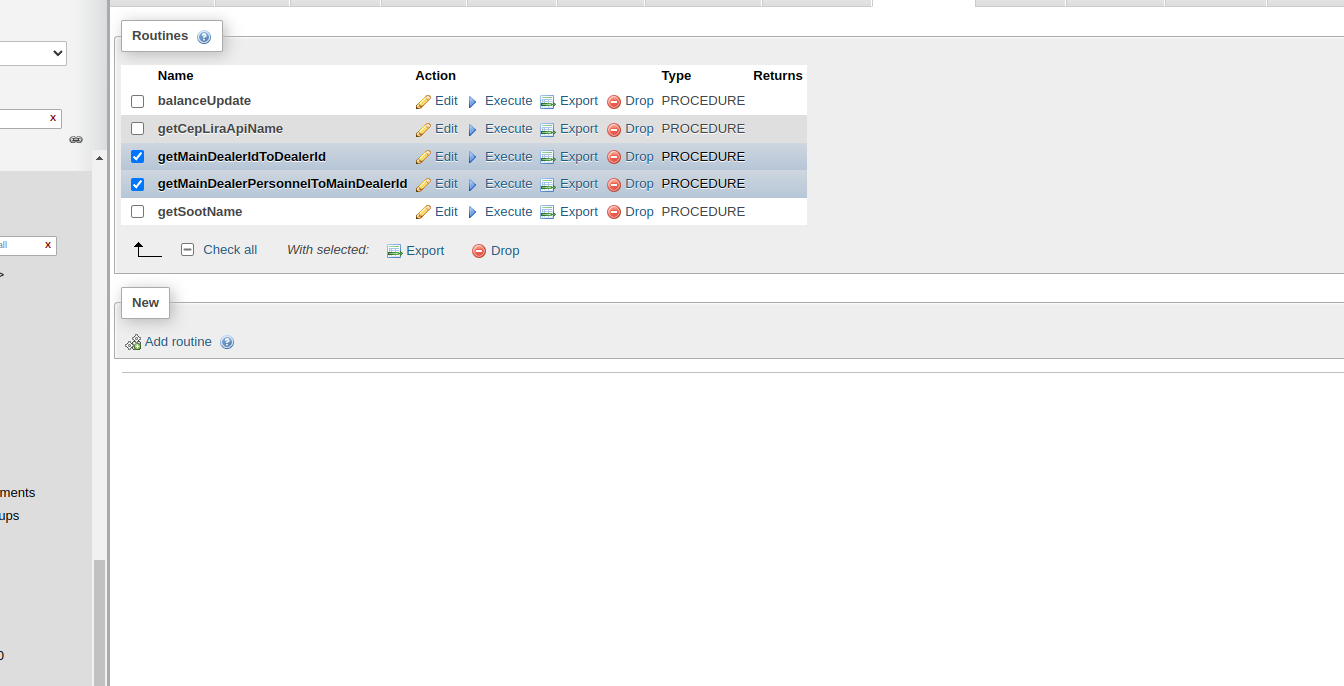 Routines
Name Action Type Returns
balanceUpdate Edit Execute Export Drop PROCEDURE
getCepLiraApiName Edit Execute Export Drop PROCEDURE
getMainDealerIdToDealerId Edit Execute Export Drop PROCEDURE
getMainDealerPersonnelToMainDealerId Edit Execute Export Drop PROCEDURE
getSootName Edit Execute Export Drop PROCEDURE
Check all With selected: Export Drop
New
Add routine
x
all x
>
ments
ups
0